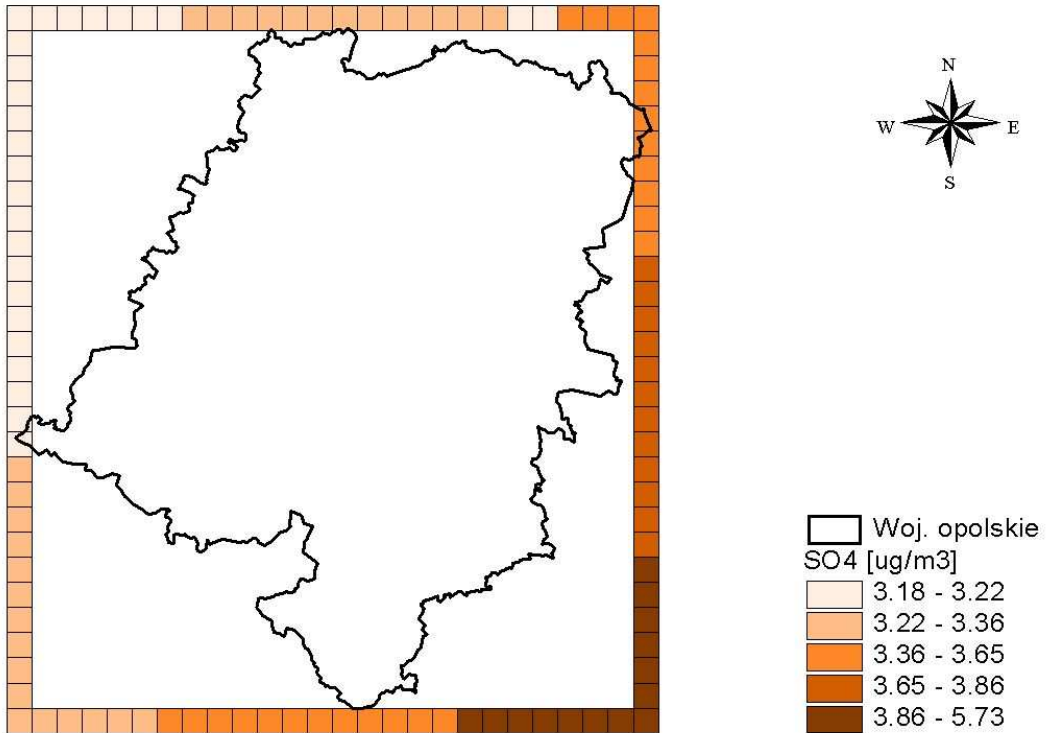 N
W E
S
Woj. opolskie
SO4 [ug/m3]
3.18 - 3.22
3.22 - 3.36
3.36 - 3.65
3.65 - 3.86
3.86 - 5.73